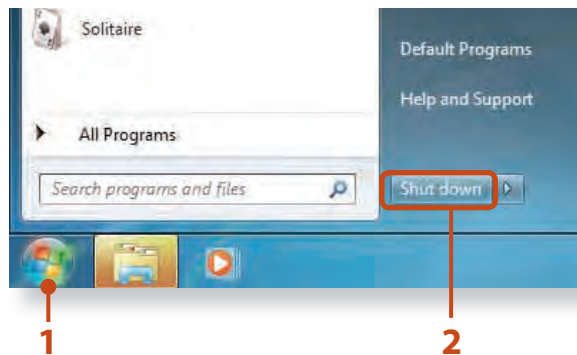 Solitaire
All Programs
Search programs and files
Default Programs
Help and Support
Shut down
1
2